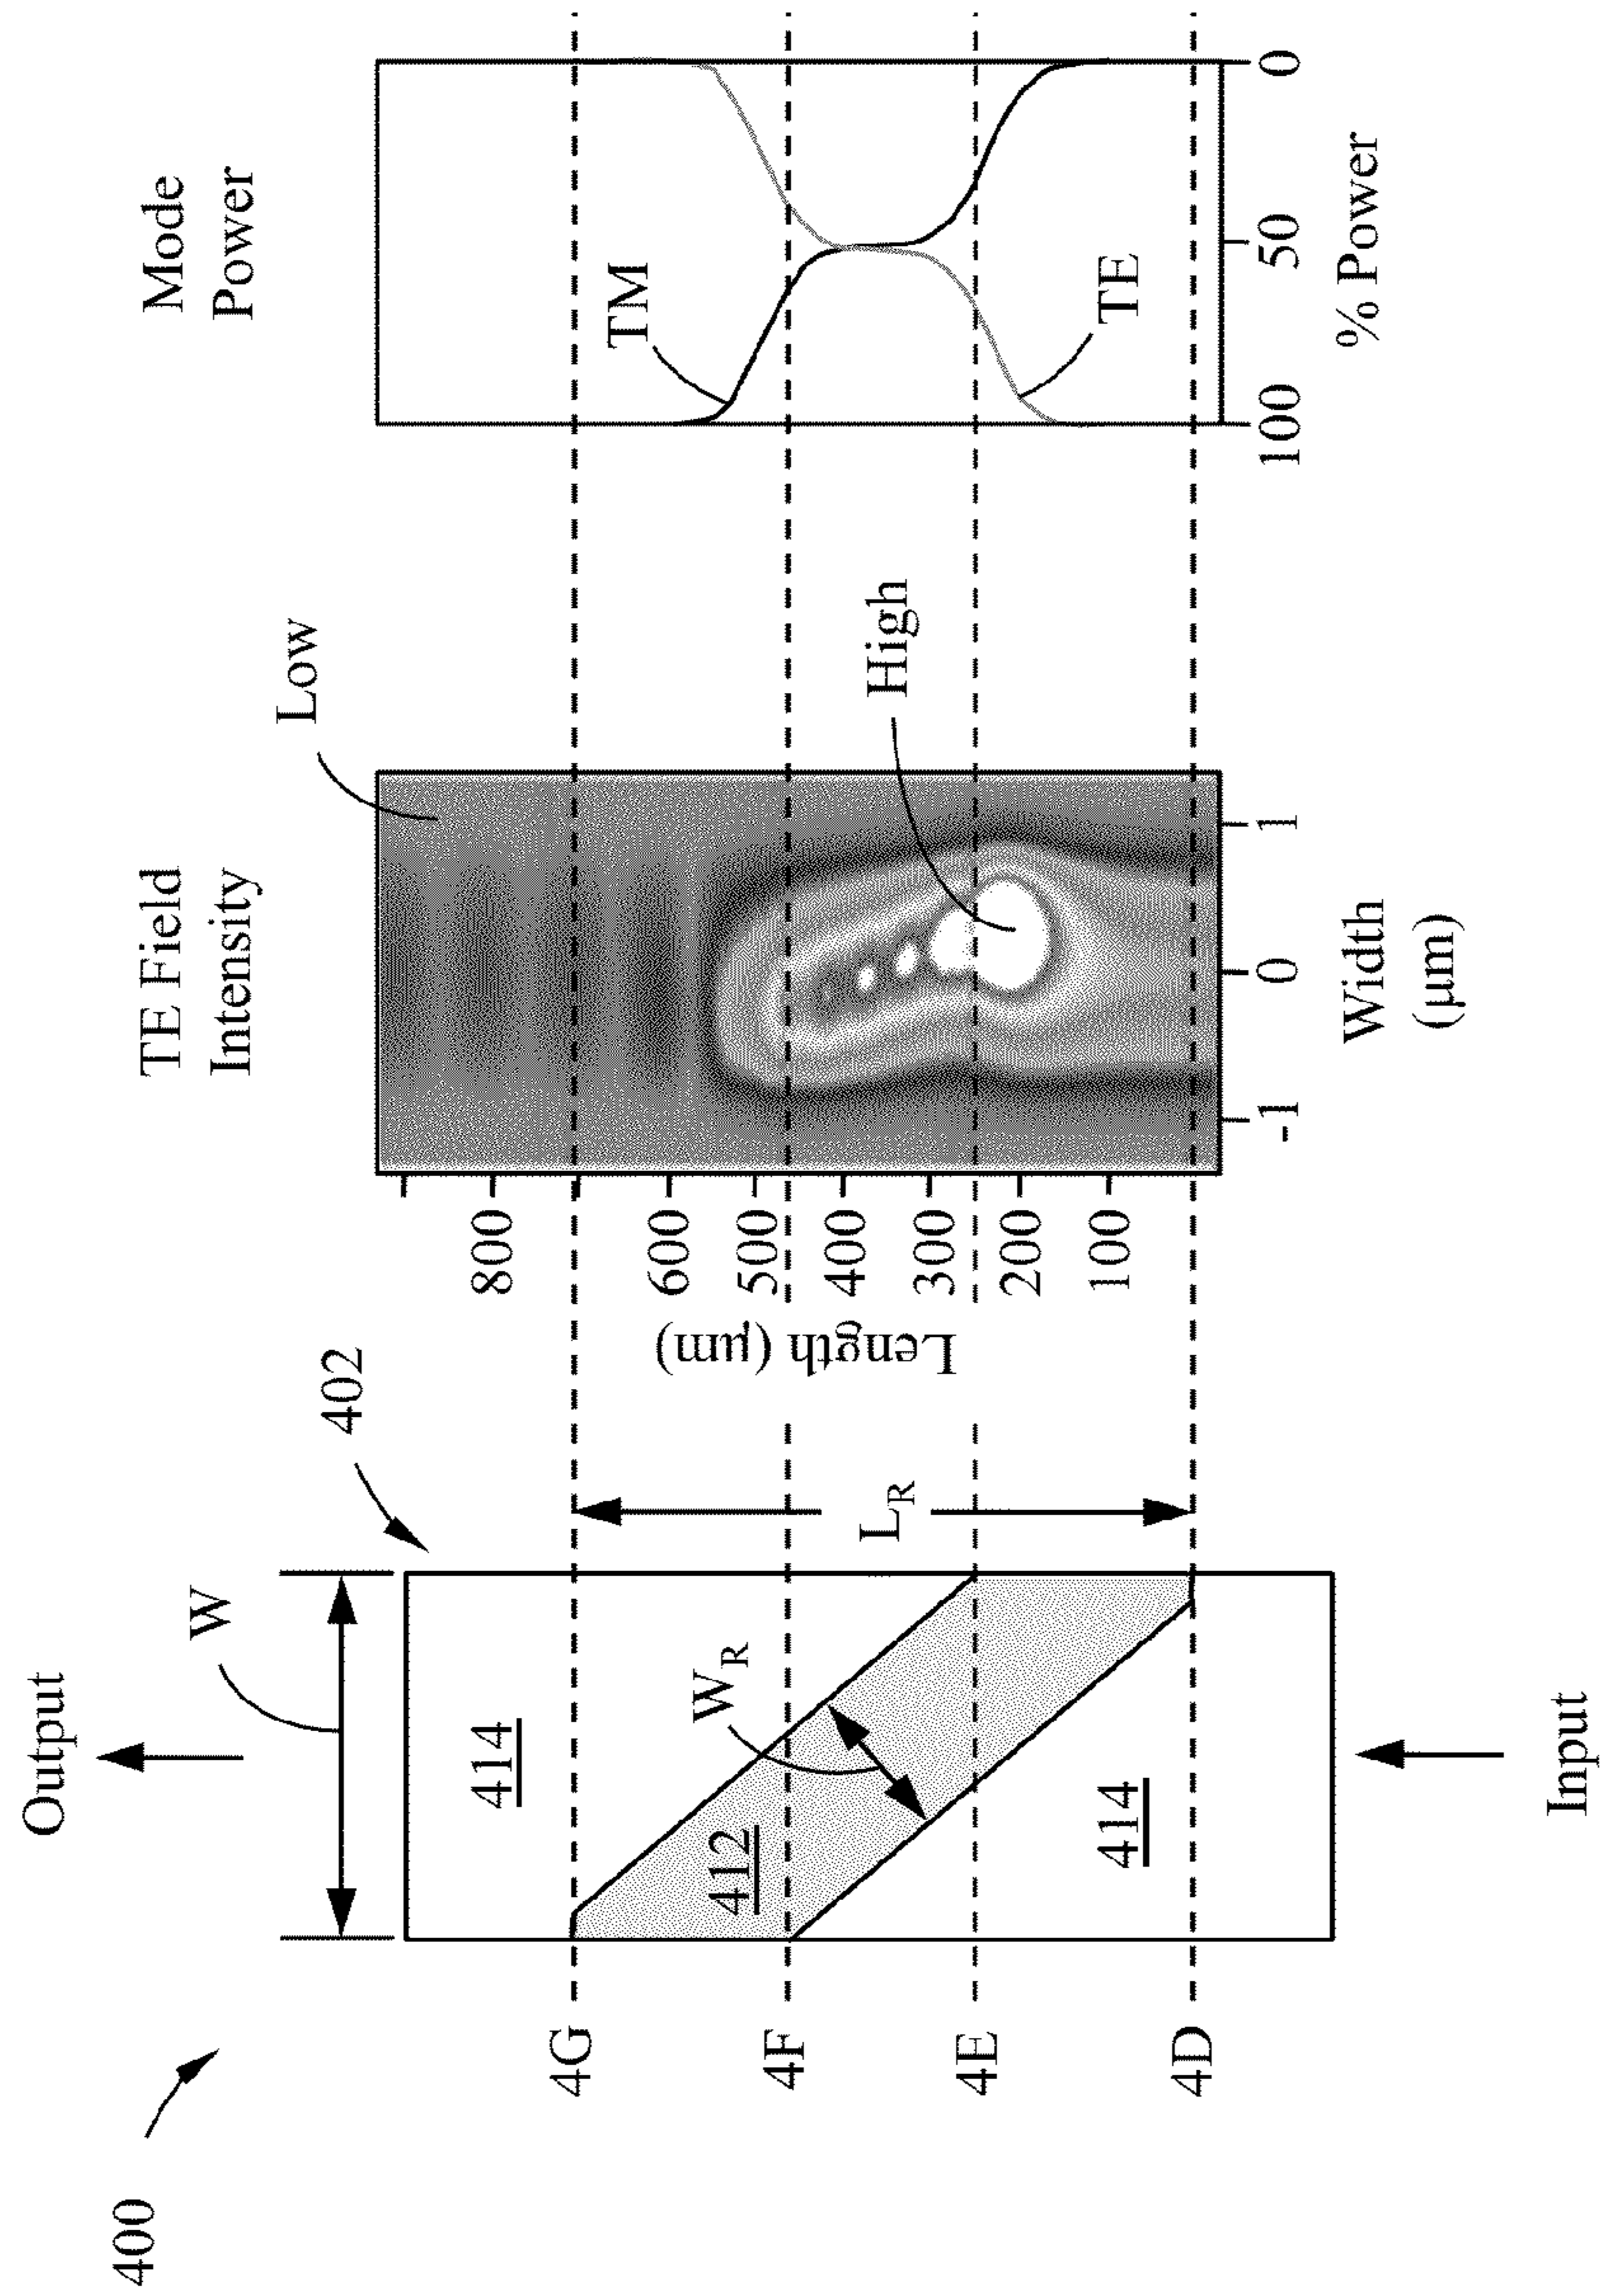 400
Output
W
402
414
412
W_R
L_R
414
Input
4G
4F
4E
4D
TE Field
Intensity
Low
High
Length (μm)
800
600
500
400
300
200
100
-1
0
1
Width
(μm)
Mode
Power
TM
TE
100
50
0
% Power